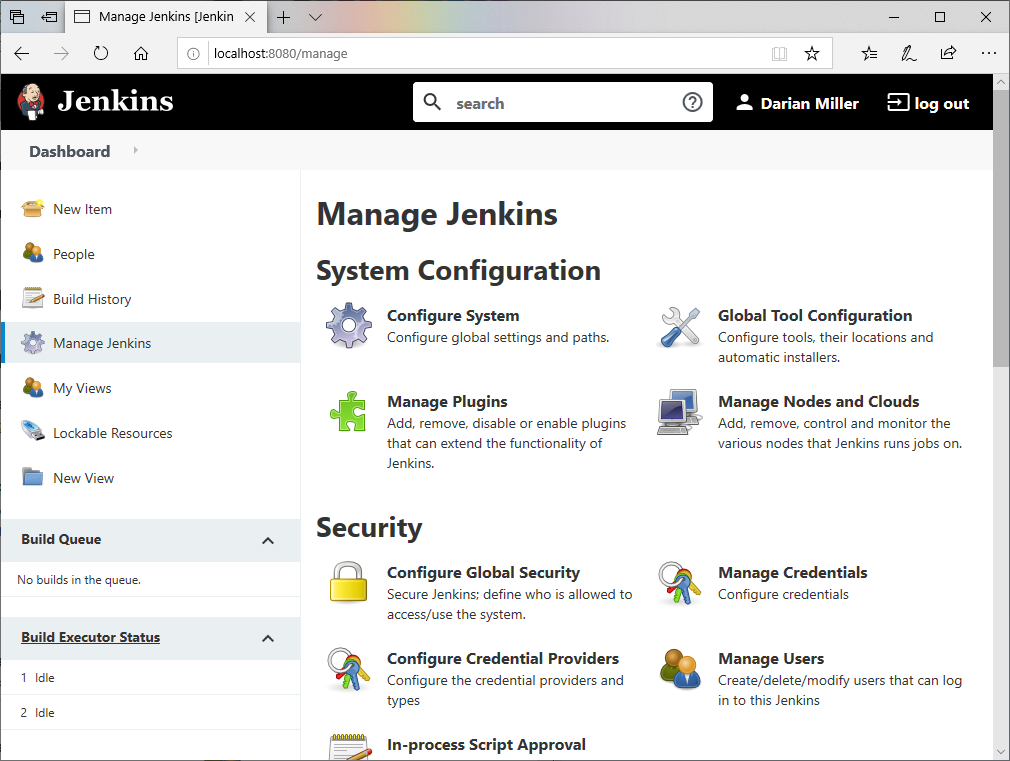 Manage Jenkins [Jenkin
localhost:8080/manage
Jenkins
search
Darian Miller
log out
Dashboard
New Item
People
Build History
Manage Jenkins
My Views
Lockable Resources
New View
Build Queue
No builds in the queue.
Build Executor Status
1 Idle
2 Idle
Manage Jenkins
System Configuration
Configure System
Configure global settings and paths.
Global Tool Configuration
Configure tools, their locations and
automatic installers.
Manage Plugins
Add, remove, disable or enable plugins
that can extend the functionality of
Jenkins.
Manage Nodes and Clouds
Add, remove, control and monitor the
various nodes that Jenkins runs jobs on.
Security
Configure Global Security
Secure Jenkins; define who is allowed to
access/use the system.
Manage Credentials
Configure credentials
Configure Credential Providers
Configure the credential providers and
types
Manage Users
Create/delete/modify users that can log
in to this Jenkins
In-process Script Approval